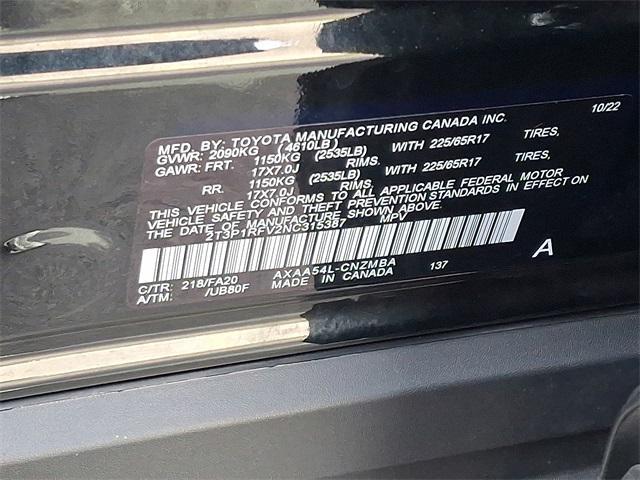 10/22
MFD. BY: TOYOTA MANUFACTURING CANADA INC.
GVWR: 2090KG (4610LB)
GAWR: FRT. 1150KG (2535LB) WITH 225/65R17 TIRES,
17X7.0J RIMS.
RR. 1150KG (2535LB) WITH 225/65R17 TIRES,
17X7.0J RIMS.
THIS VEHICLE CONFORMS TO ALL APPLICABLE FEDERAL MOTOR
VEHICLE SAFETY AND THEFT PREVENTION STANDARDS IN EFFECT ON
THE DATE OF MANUFACTURE SHOWN ABOVE.
2T3P1RFV2NC315387 MPV
A
C/TR: 218/FA20 AXAA54L-CNZMBA
A/TM: /UB80F MADE IN CANADA 137